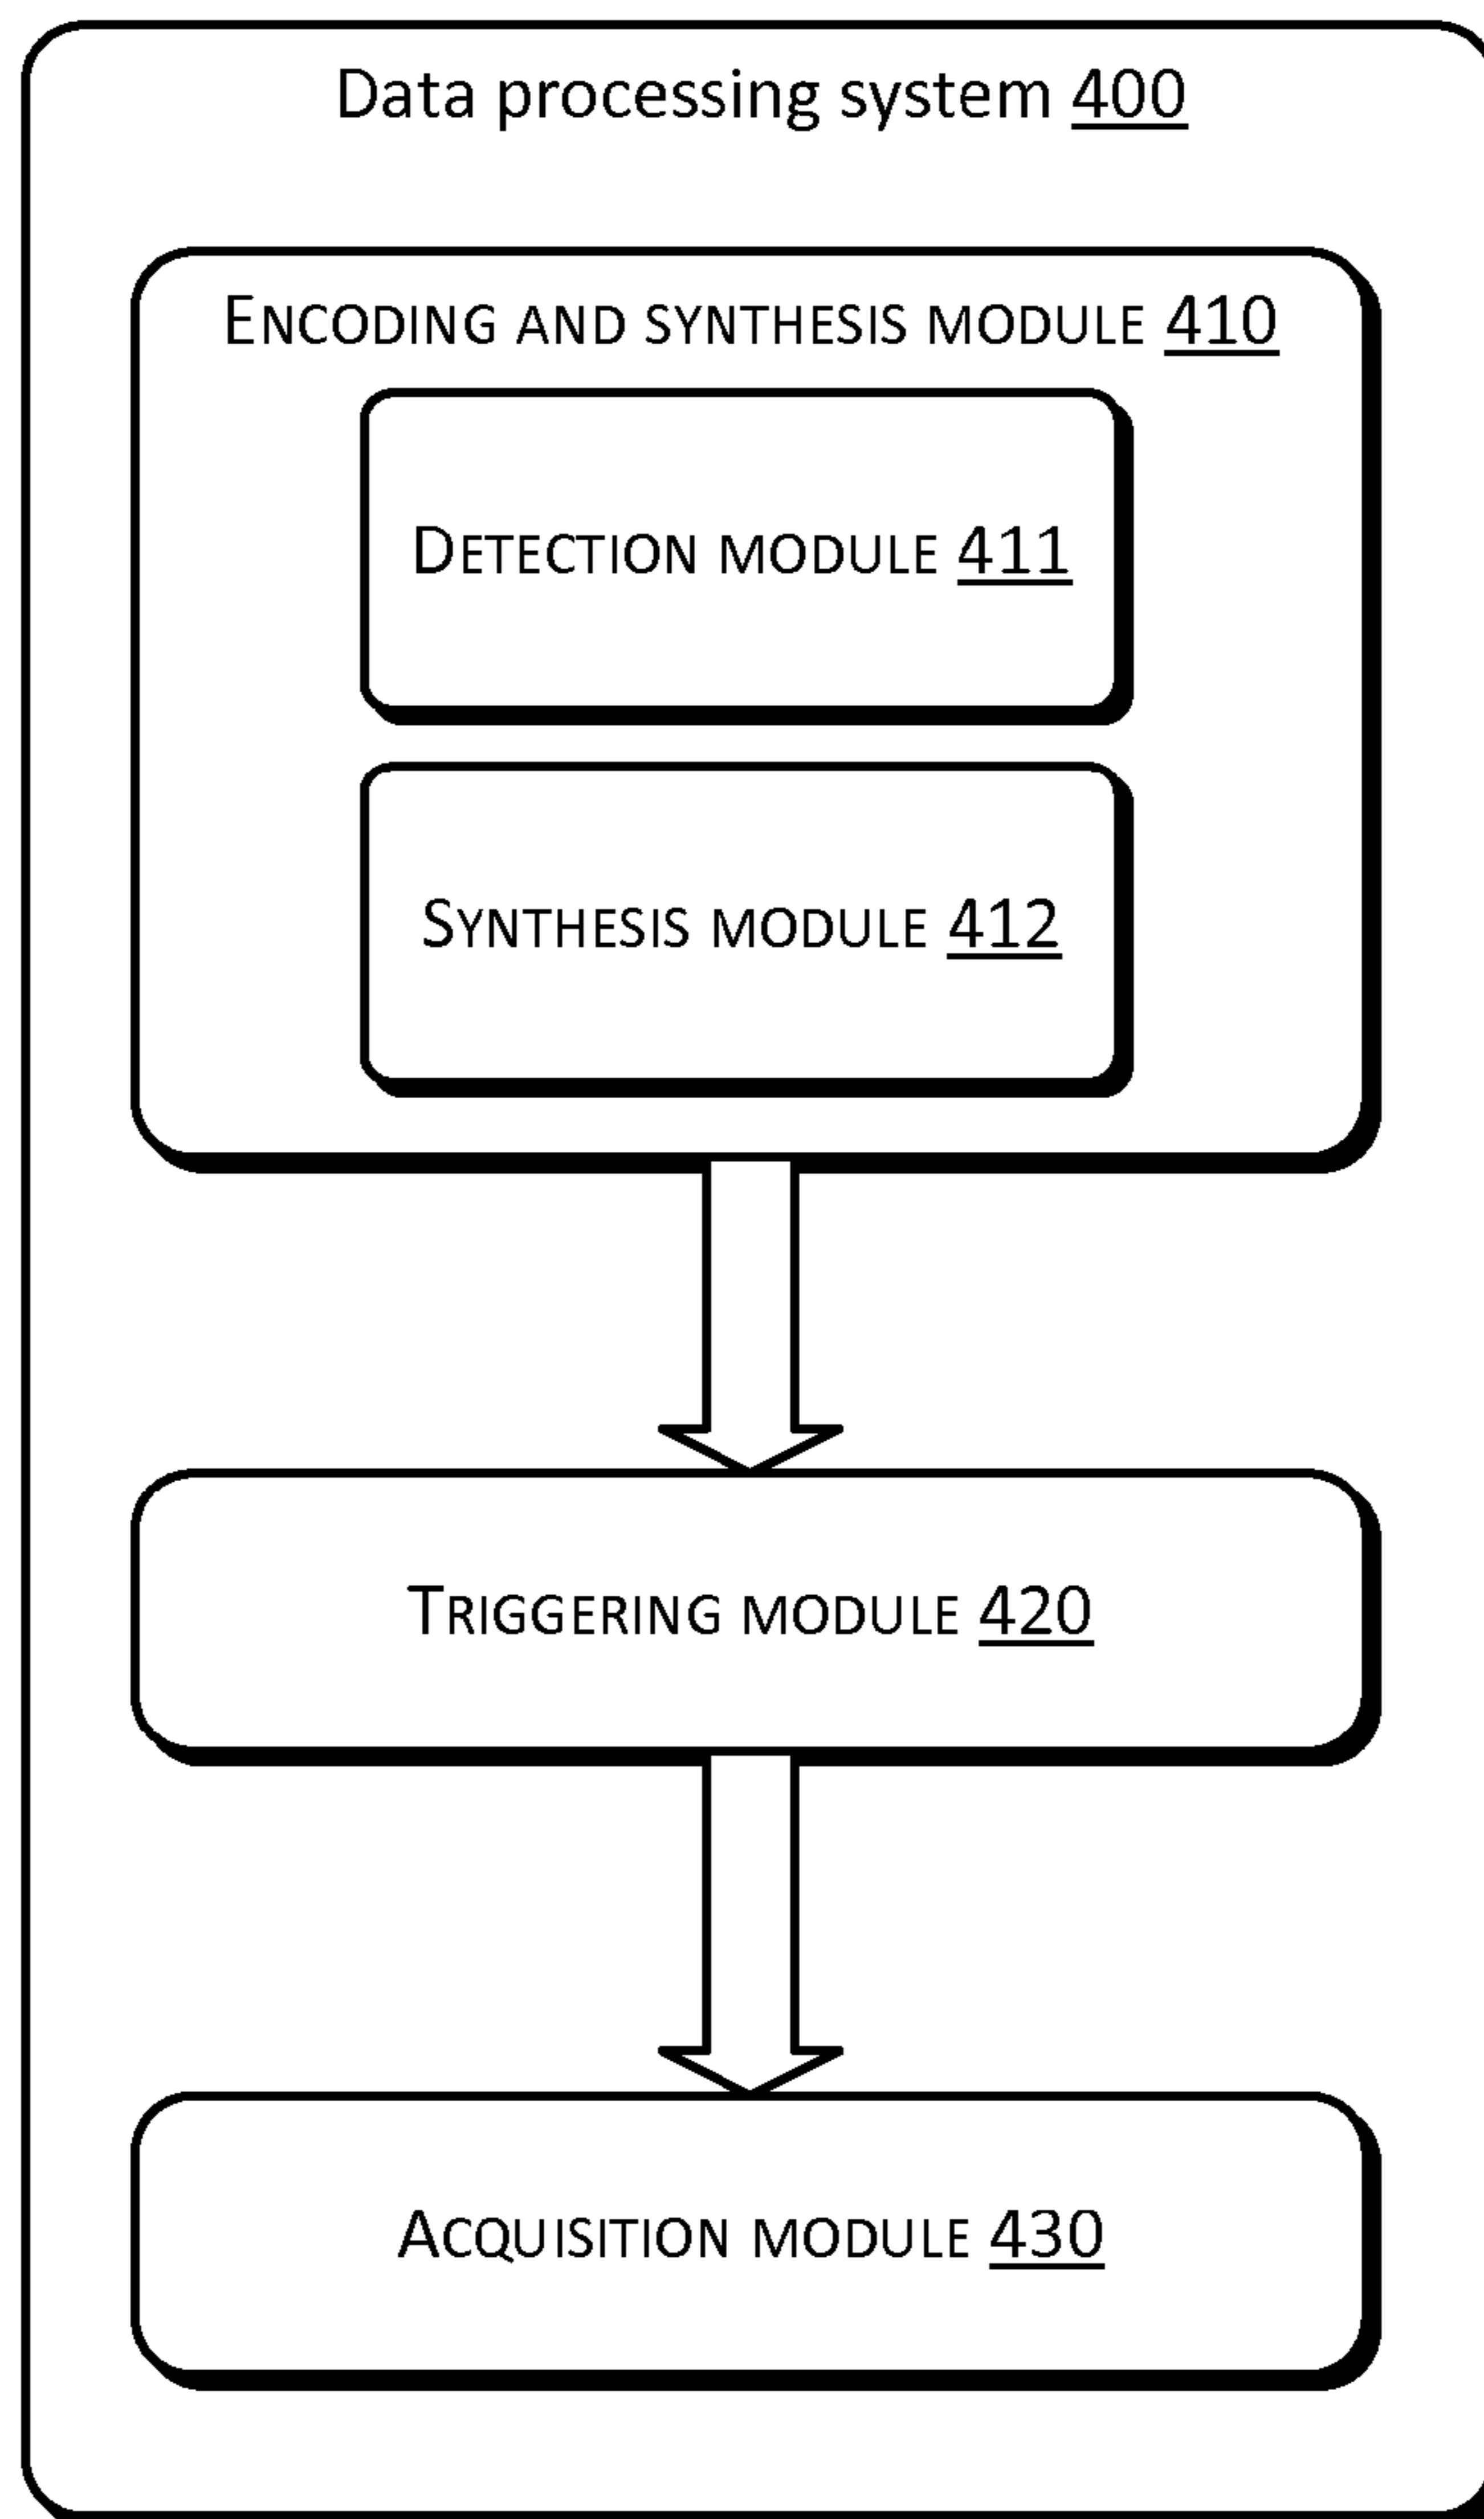 Data processing system 400
ENCODING AND SYNTHESIS MODULE 410
DETECTION MODULE 411
SYNTHESIS MODULE 412
TRIGGERING MODULE 420
ACQUISITION MODULE 430